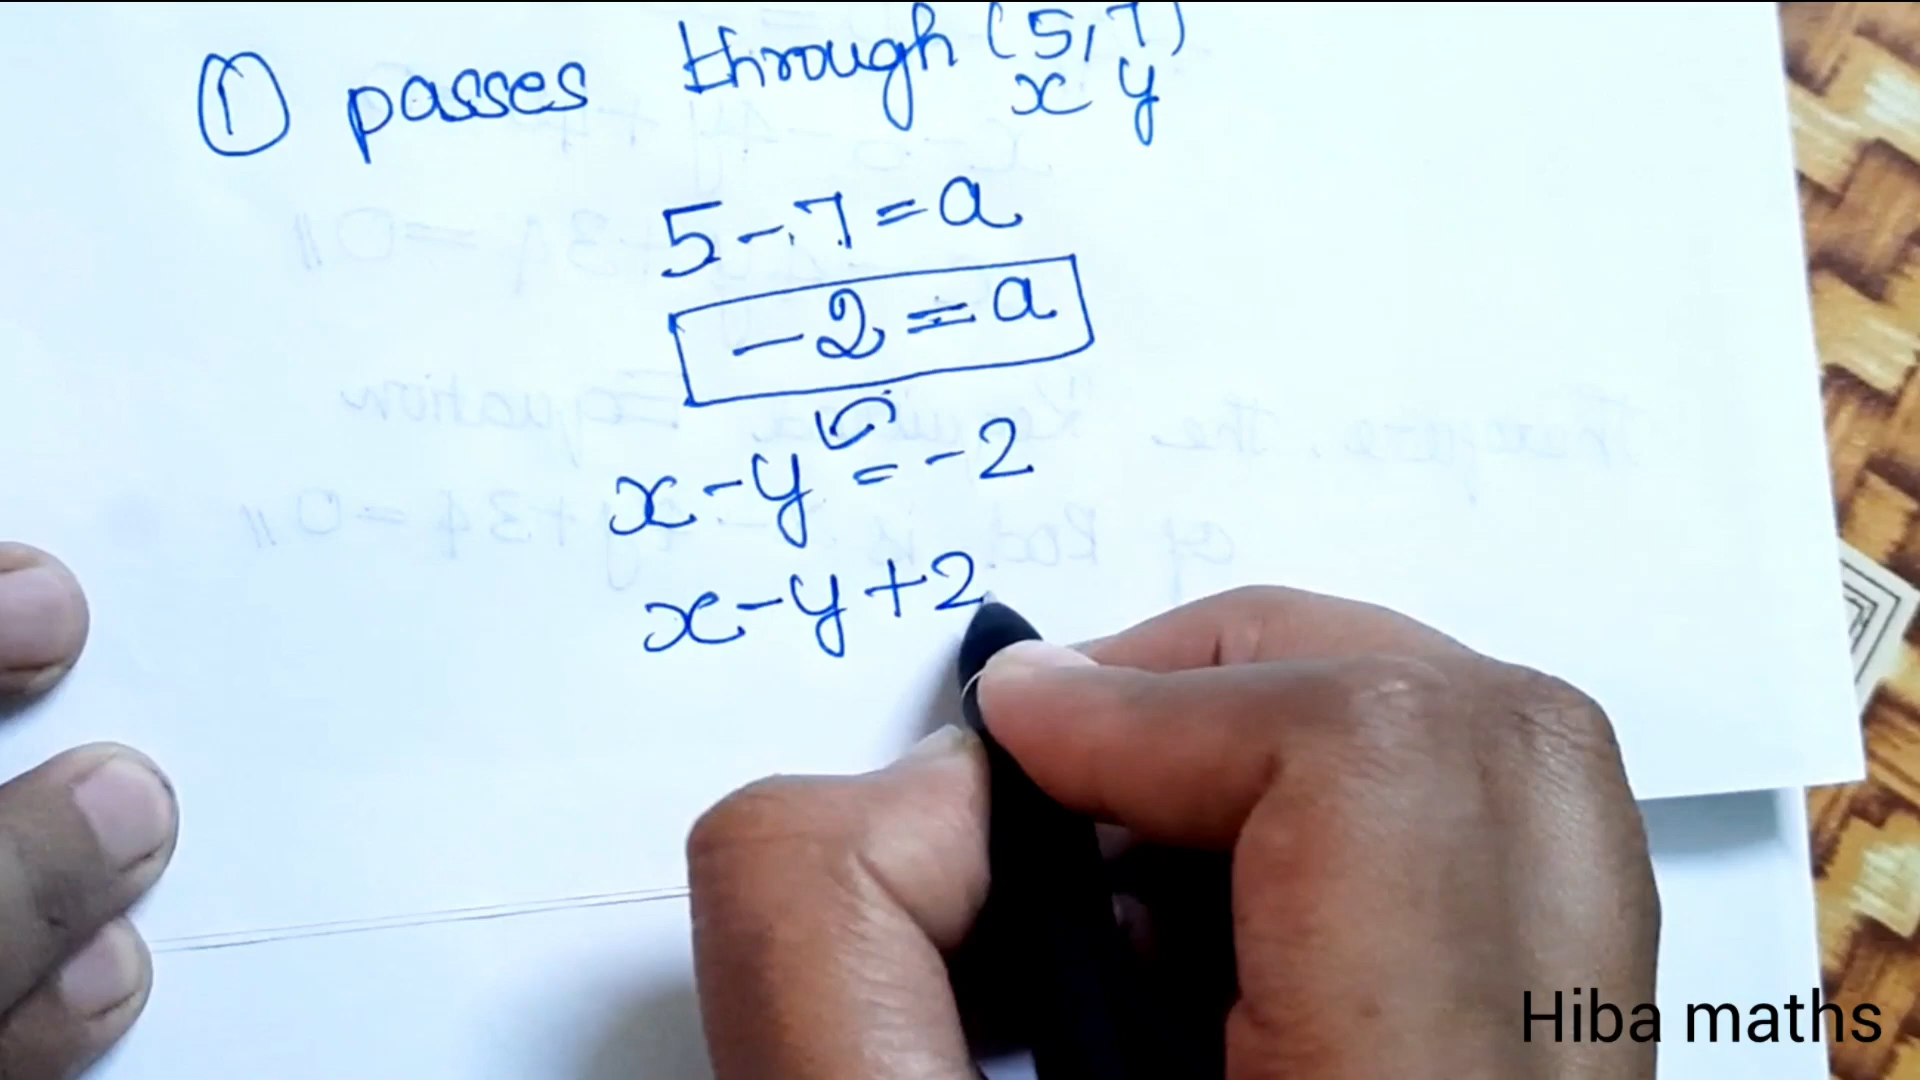 ① passes through (5,7)
x y
5-7=a
-2=a
x-y=-2
x-y+2
Hiba maths